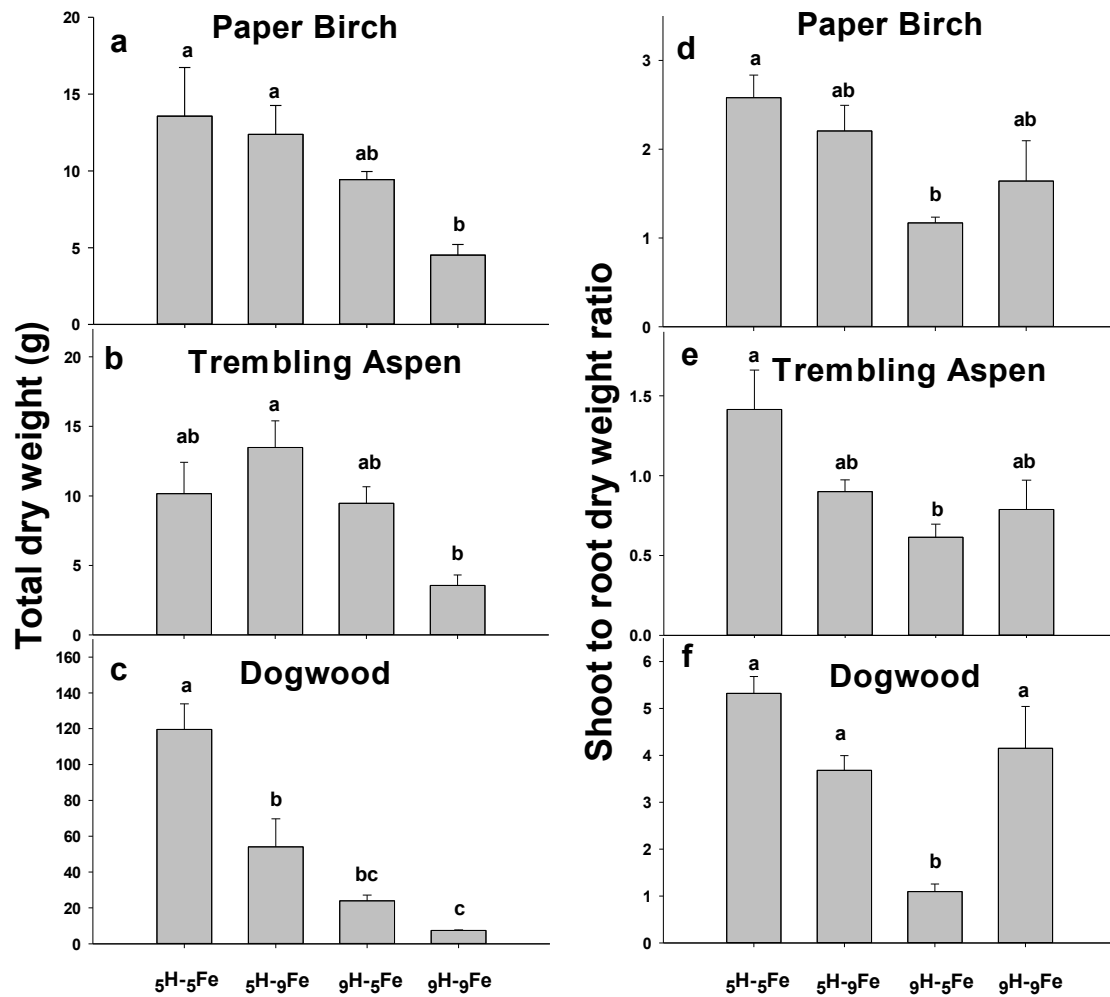 Total dry weight (g)
a
Paper Birch
20
15
10
5
0
a
a
ab
b
b
Trembling Aspen
20
15
10
5
0
ab
a
ab
b
c
Dogwood
160
140
120
100
80
60
40
20
0
a
b
bc
c
5H-5Fe
5H-9Fe
9H-5Fe
9H-9Fe
Shoot to root dry weight ratio
d
Paper Birch
3
2
1
0
a
ab
b
ab
e
Trembling Aspen
1.5
1.0
0.5
0.0
a
ab
b
ab
f
Dogwood
6
5
4
3
2
1
0
a
a
b
a
5H-5Fe
5H-9Fe
9H-5Fe
9H-9Fe